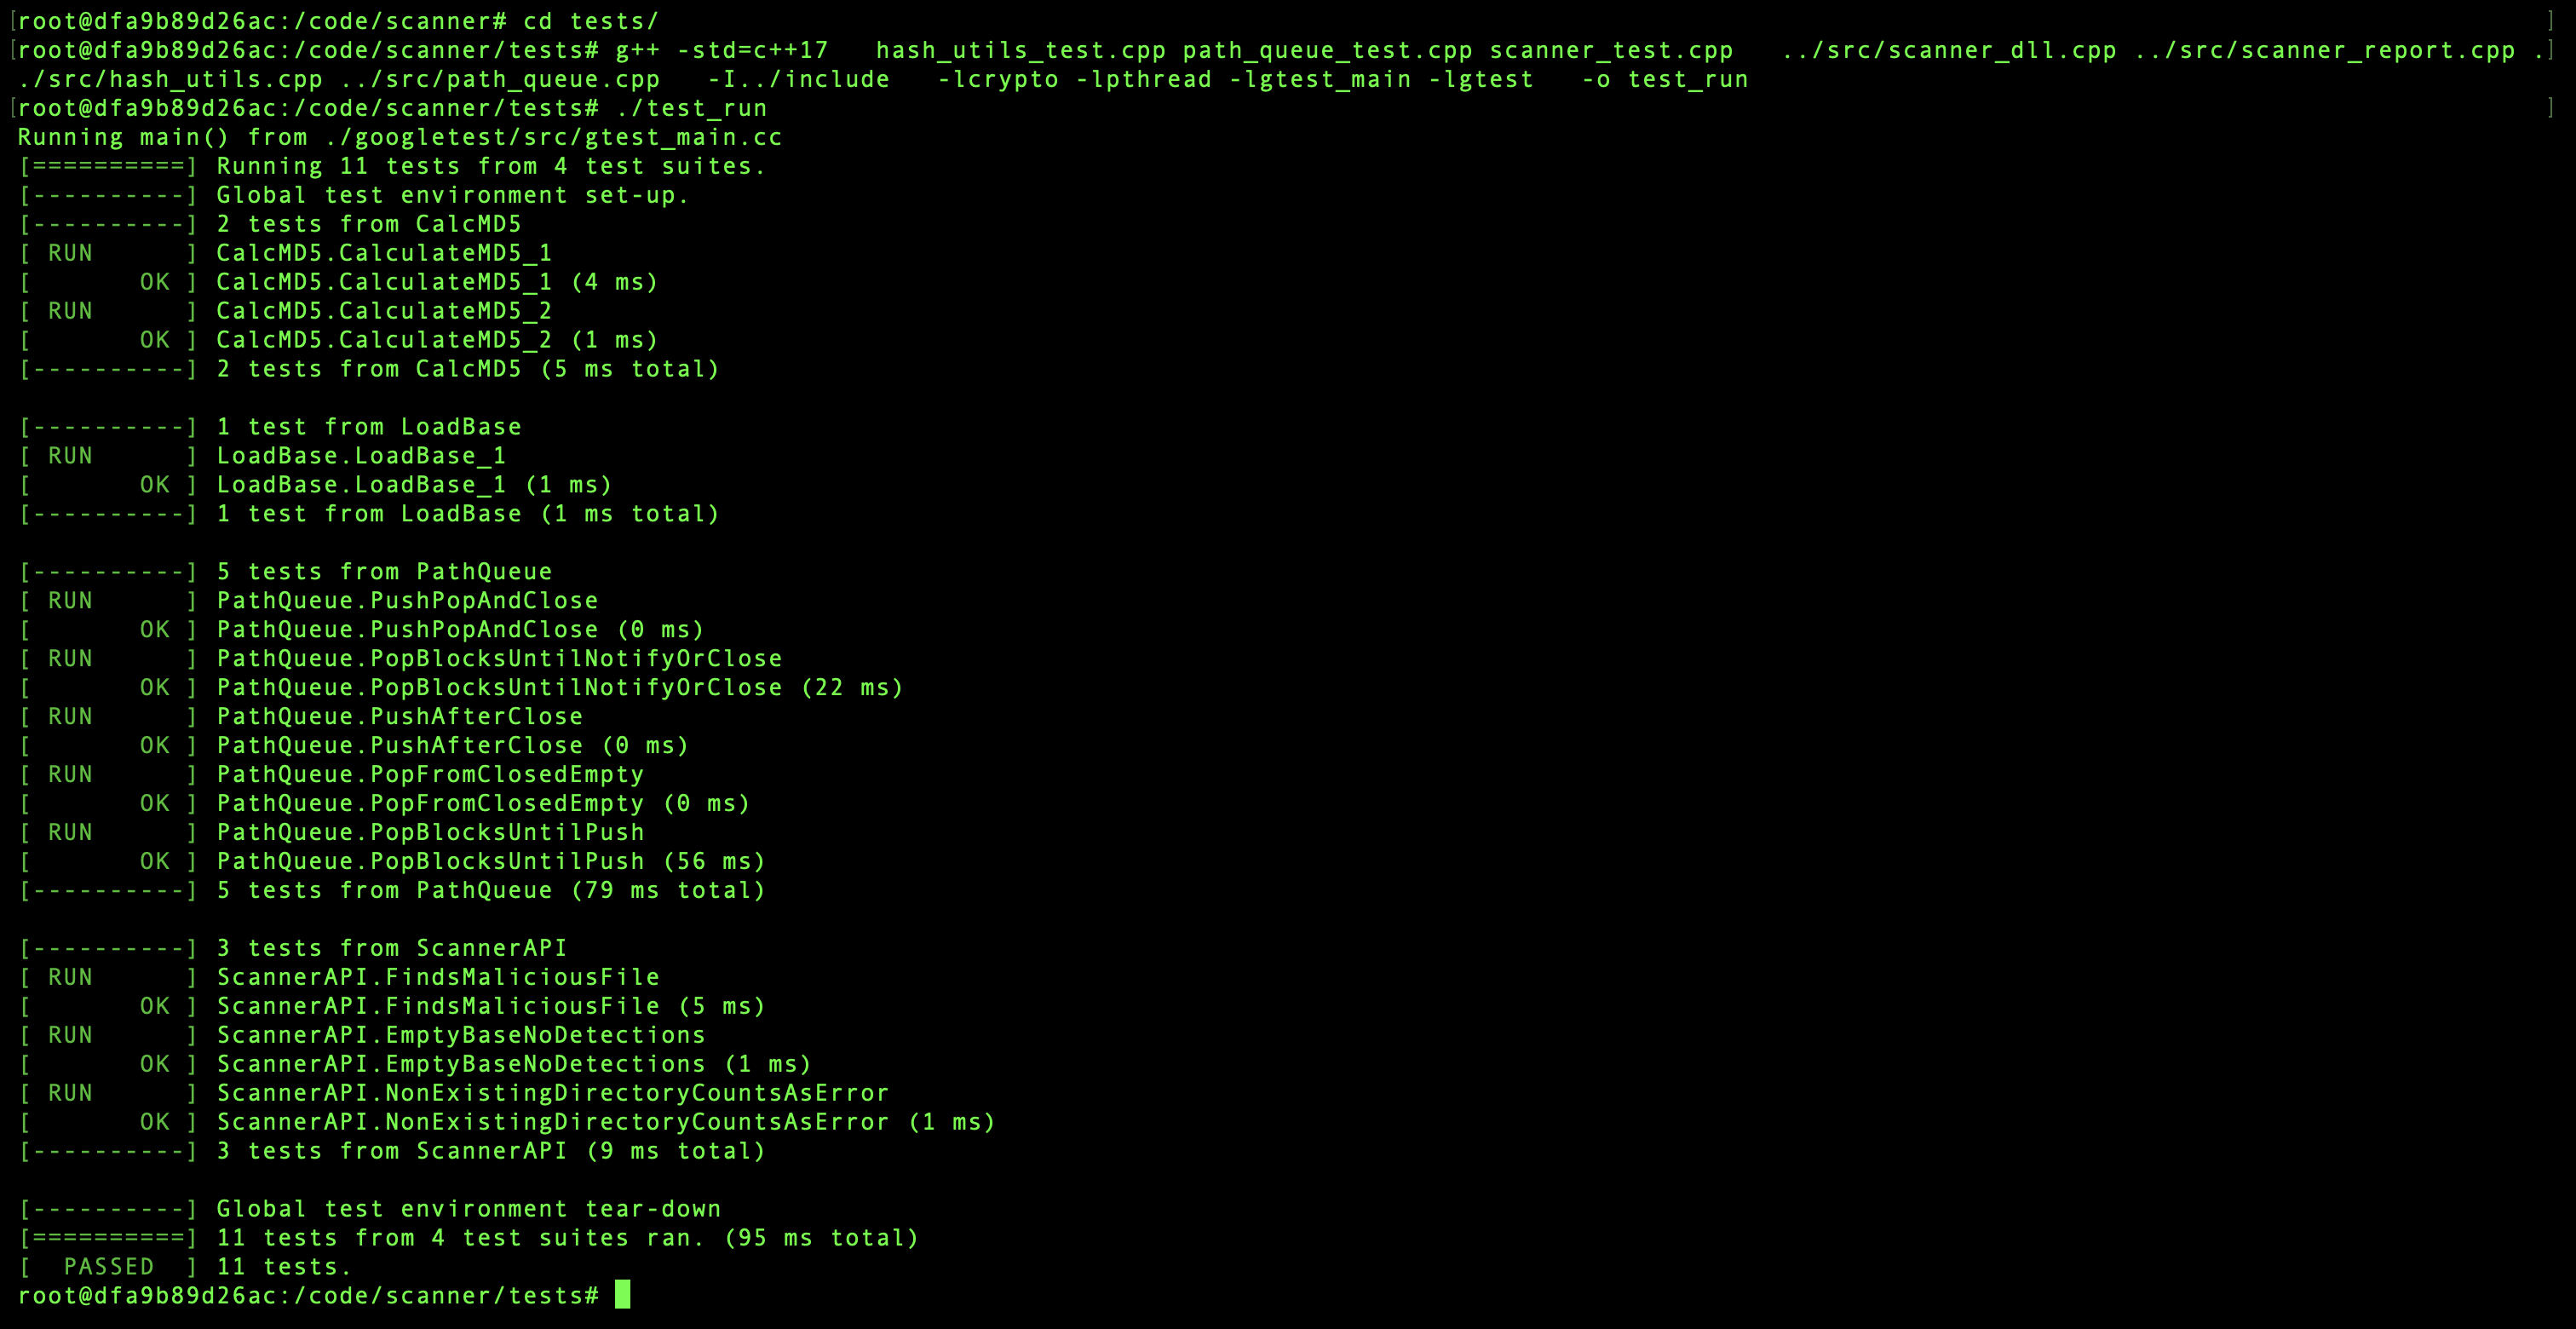 [root@dfa9b89d26ac:/code/scanner# cd tests/ ]
[root@dfa9b89d26ac:/code/scanner/tests# g++ -std=c++17   hash_utils_test.cpp path_queue_test.cpp scanner_test.cpp   ../src/scanner_dll.cpp ../src/scanner_report.cpp .]
./src/hash_utils.cpp ../src/path_queue.cpp   -I../include   -lcrypto -lpthread -lgtest_main -lgtest   -o test_run
[root@dfa9b89d26ac:/code/scanner/tests# ./test_run ]
Running main() from ./googletest/src/gtest_main.cc
[==========] Running 11 tests from 4 test suites.
[----------] Global test environment set-up.
[----------] 2 tests from CalcMD5
[ RUN      ] CalcMD5.CalculateMD5_1
[       OK ] CalcMD5.CalculateMD5_1 (4 ms)
[ RUN      ] CalcMD5.CalculateMD5_2
[       OK ] CalcMD5.CalculateMD5_2 (1 ms)
[----------] 2 tests from CalcMD5 (5 ms total)

[----------] 1 test from LoadBase
[ RUN      ] LoadBase.LoadBase_1
[       OK ] LoadBase.LoadBase_1 (1 ms)
[----------] 1 test from LoadBase (1 ms total)

[----------] 5 tests from PathQueue
[ RUN      ] PathQueue.PushPopAndClose
[       OK ] PathQueue.PushPopAndClose (0 ms)
[ RUN      ] PathQueue.PopBlocksUntilNotifyOrClose
[       OK ] PathQueue.PopBlocksUntilNotifyOrClose (22 ms)
[ RUN      ] PathQueue.PushAfterClose
[       OK ] PathQueue.PushAfterClose (0 ms)
[ RUN      ] PathQueue.PopFromClosedEmpty
[       OK ] PathQueue.PopFromClosedEmpty (0 ms)
[ RUN      ] PathQueue.PopBlocksUntilPush
[       OK ] PathQueue.PopBlocksUntilPush (56 ms)
[----------] 5 tests from PathQueue (79 ms total)

[----------] 3 tests from ScannerAPI
[ RUN      ] ScannerAPI.FindsMaliciousFile
[       OK ] ScannerAPI.FindsMaliciousFile (5 ms)
[ RUN      ] ScannerAPI.EmptyBaseNoDetections
[       OK ] ScannerAPI.EmptyBaseNoDetections (1 ms)
[ RUN      ] ScannerAPI.NonExistingDirectoryCountsAsError
[       OK ] ScannerAPI.NonExistingDirectoryCountsAsError (1 ms)
[----------] 3 tests from ScannerAPI (9 ms total)

[----------] Global test environment tear-down
[==========] 11 tests from 4 test suites ran. (95 ms total)
[  PASSED  ] 11 tests.
root@dfa9b89d26ac:/code/scanner/tests#